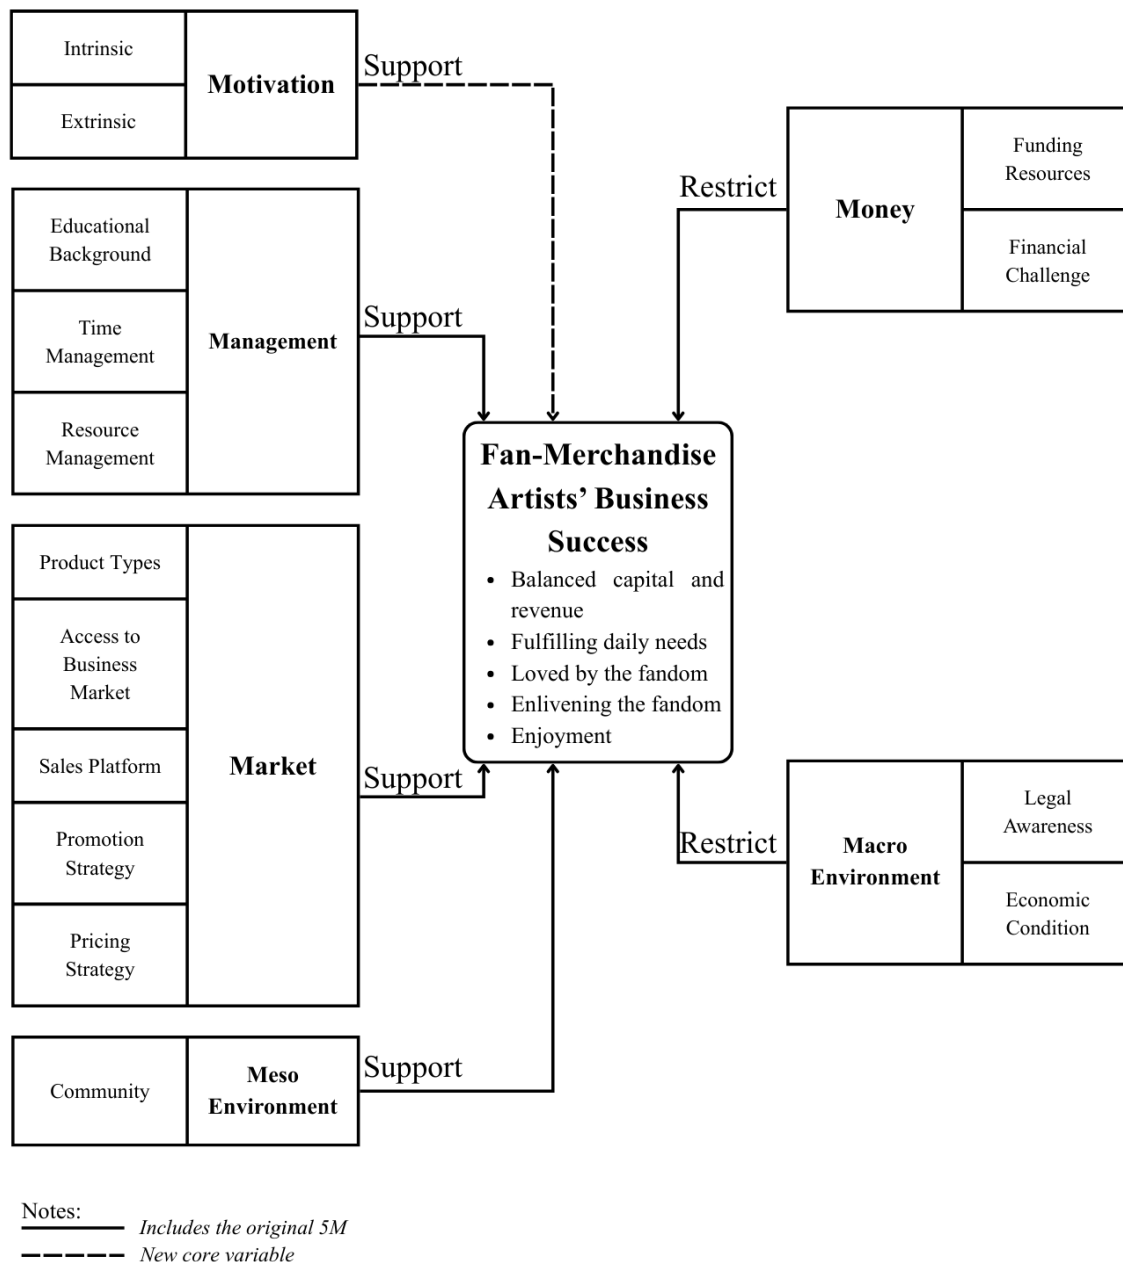 Intrinsic
Extrinsic
Motivation
Support
Educational
Background
Time
Management
Resource
Management
Management
Support
Product Types
Access to
Business
Market
Sales Platform
Promotion
Strategy
Pricing
Strategy
Market
Support
Community
Meso
Environment
Support
Fan-Merchandise
Artists’ Business
Success
• Balanced capital and
revenue
• Fulfilling daily needs
• Loved by the fandom
• Enlivening the fandom
• Enjoyment
Restrict
Money
Funding
Resources
Financial
Challenge
Restrict
Macro
Environment
Legal
Awareness
Economic
Condition
Notes:
Includes the original 5M
New core variable